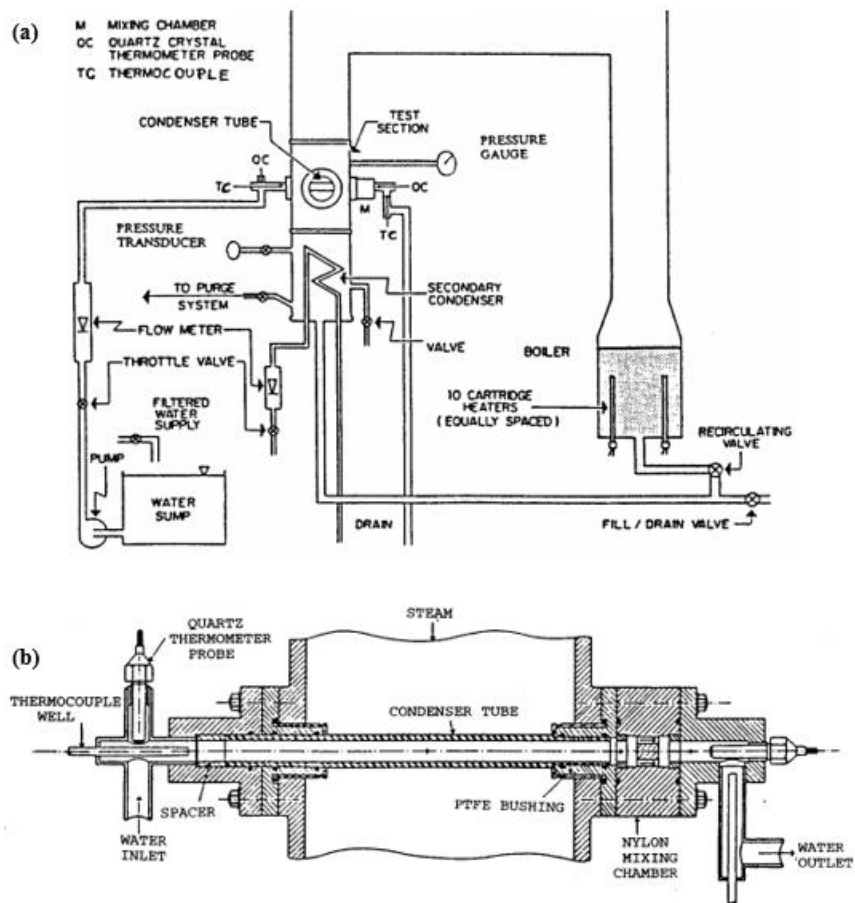 (a)
M MIXING CHAMBER
QC QUARTZ CRYSTAL
THERMOMETER PROBE
TC THERMOCOUPLE
CONDENSER TUBE
TEST
SECTION
PRESSURE
GAUGE
QC
TC
QC
M
TC
PRESSURE
TRANSDUCER
TO PURGE
SYSTEM
SECONDARY
CONDENSER
FLOW METER
VALVE
BOILER
THROTTLE VALVE
FILTERED
WATER
SUPPLY
10 CARTRIDGE
HEATERS
(EQUALLY SPACED)
RECIRCULATING
VALVE
PUMP
WATER
SUMP
DRAIN
FILL / DRAIN VALVE
(b)
STEAM
QUARTZ
THERMOMETER
PROBE
THERMOCOUPLE
WELL
CONDENSER TUBE
SPACER
PTFE BUSHING
WATER
INLET
NYLON
MIXING
CHAMBER
WATER
OUTLET